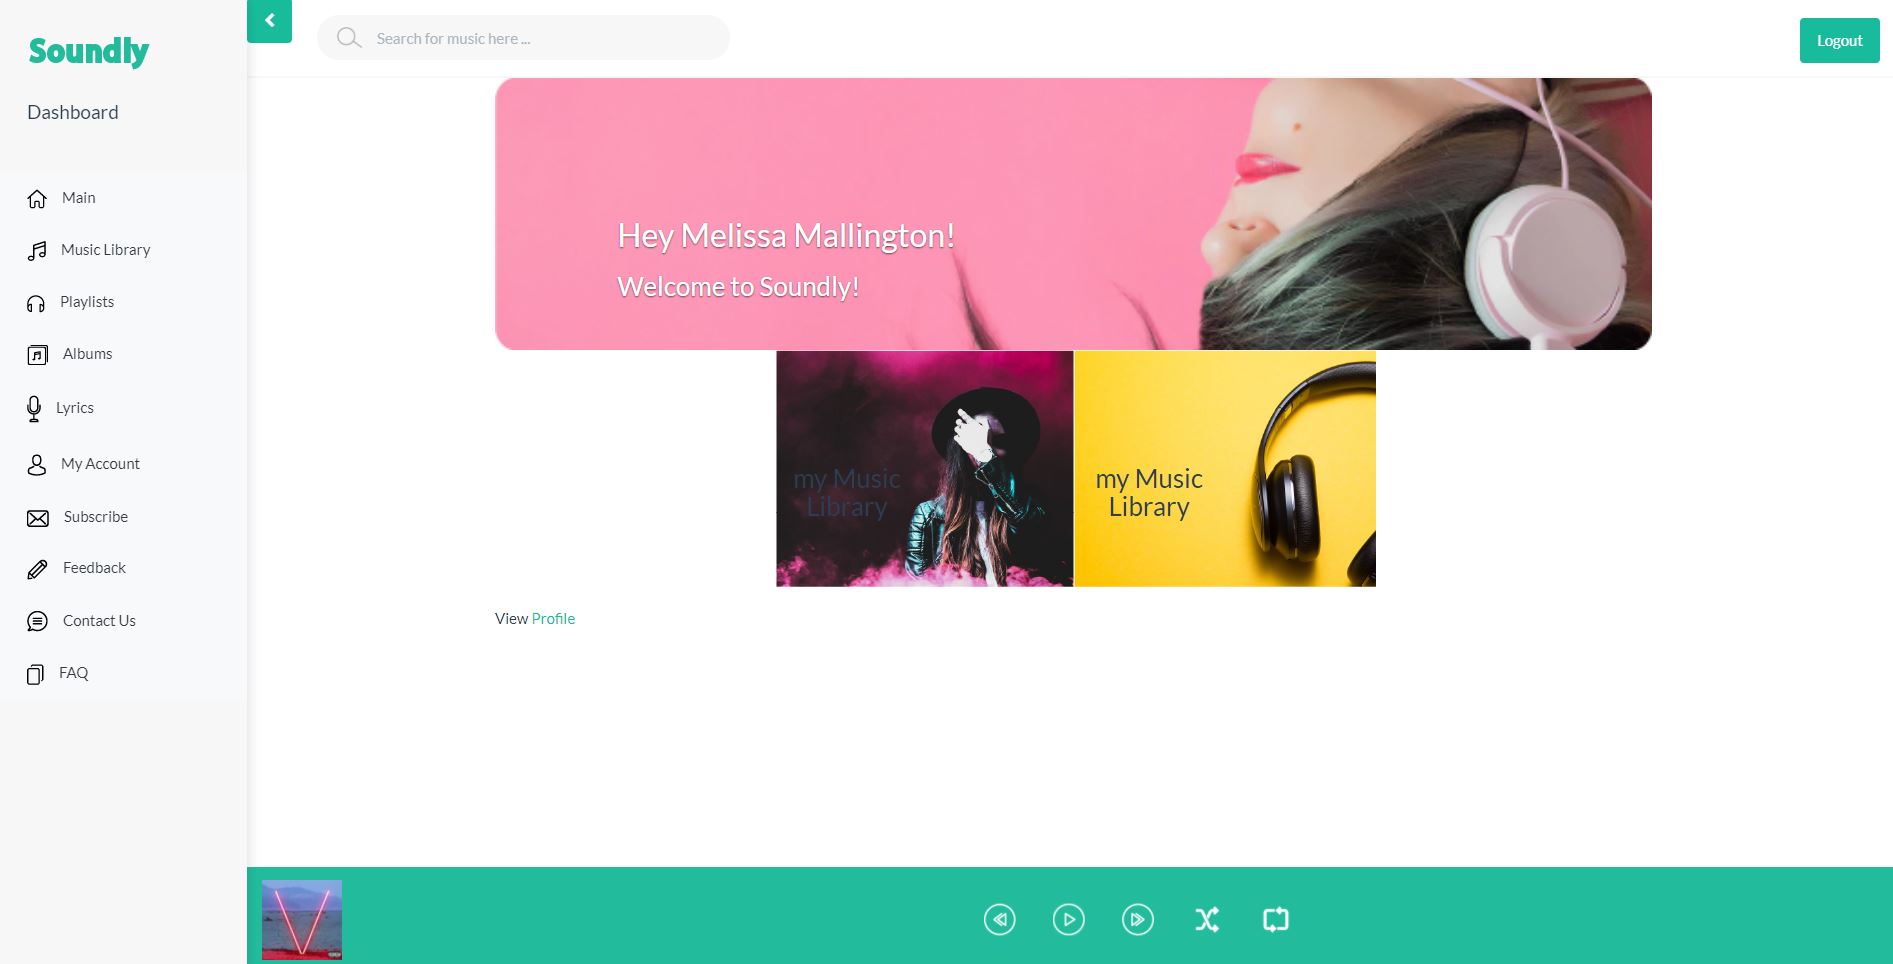 Soundly
Dashboard
Main
Music Library
Playlists
Albums
Lyrics
My Account
Subscribe
Feedback
Contact Us
FAQ
Search for music here ...
Logout
Hey Melissa Mallington!
Welcome to Soundly!
my Music
Library
my Music
Library
View Profile